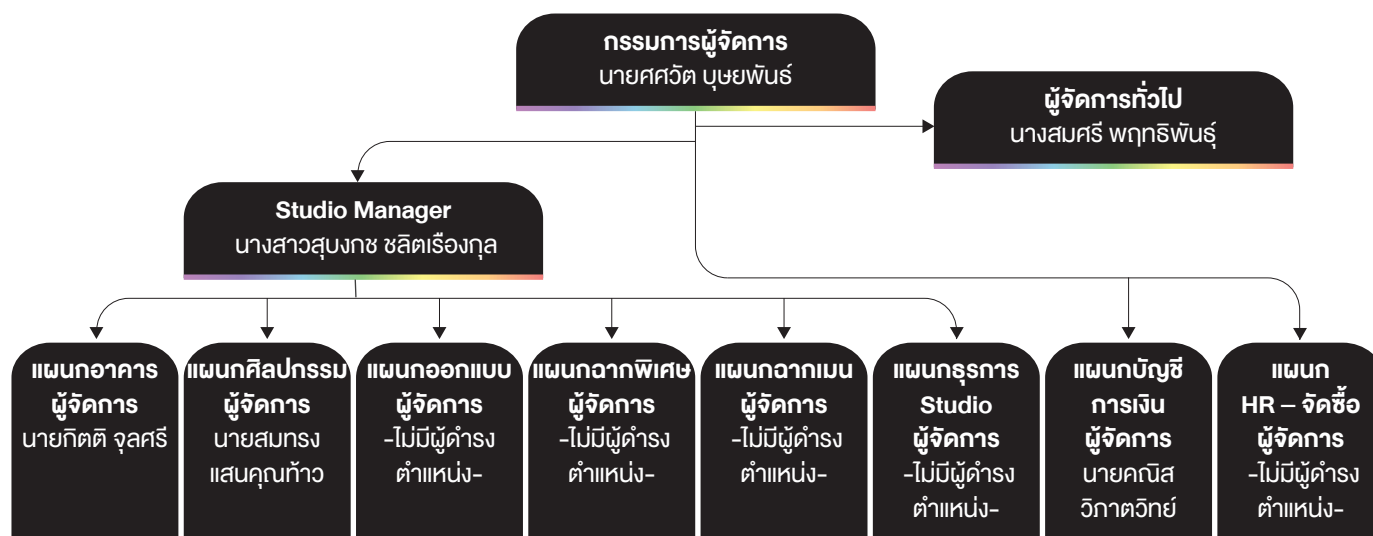 กรรมการผู้จัดการ
นายศศวัต บุษยพันธ์
ผู้จัดการทั่วไป
นางสมศรี พฤทธิพันธุ์
Studio Manager
นางสาวสุบงกช ชลิตเรืองกุล
แผนกอาคาร
ผู้จัดการ
นายกิตติ จุลศรี
แผนกศิลปกรรม
ผู้จัดการ
นายสมทรง
แสนคุณท้าว
แผนกออกแบบ
ผู้จัดการ
-ไม่มีผู้ดำรง
ตำแหน่ง-
แผนกฉากพิเศษ
ผู้จัดการ
-ไม่มีผู้ดำรง
ตำแหน่ง-
แผนกฉากเมน
ผู้จัดการ
-ไม่มีผู้ดำรง
ตำแหน่ง-
แผนกธุรการ
Studio
ผู้จัดการ
-ไม่มีผู้ดำรง
ตำแหน่ง-
แผนกบัญชี
การเงิน
ผู้จัดการ
นายคณิส
วิภาตวิทย์
แผนก
HR – จัดซื้อ
ผู้จัดการ
-ไม่มีผู้ดำรง
ตำแหน่ง-